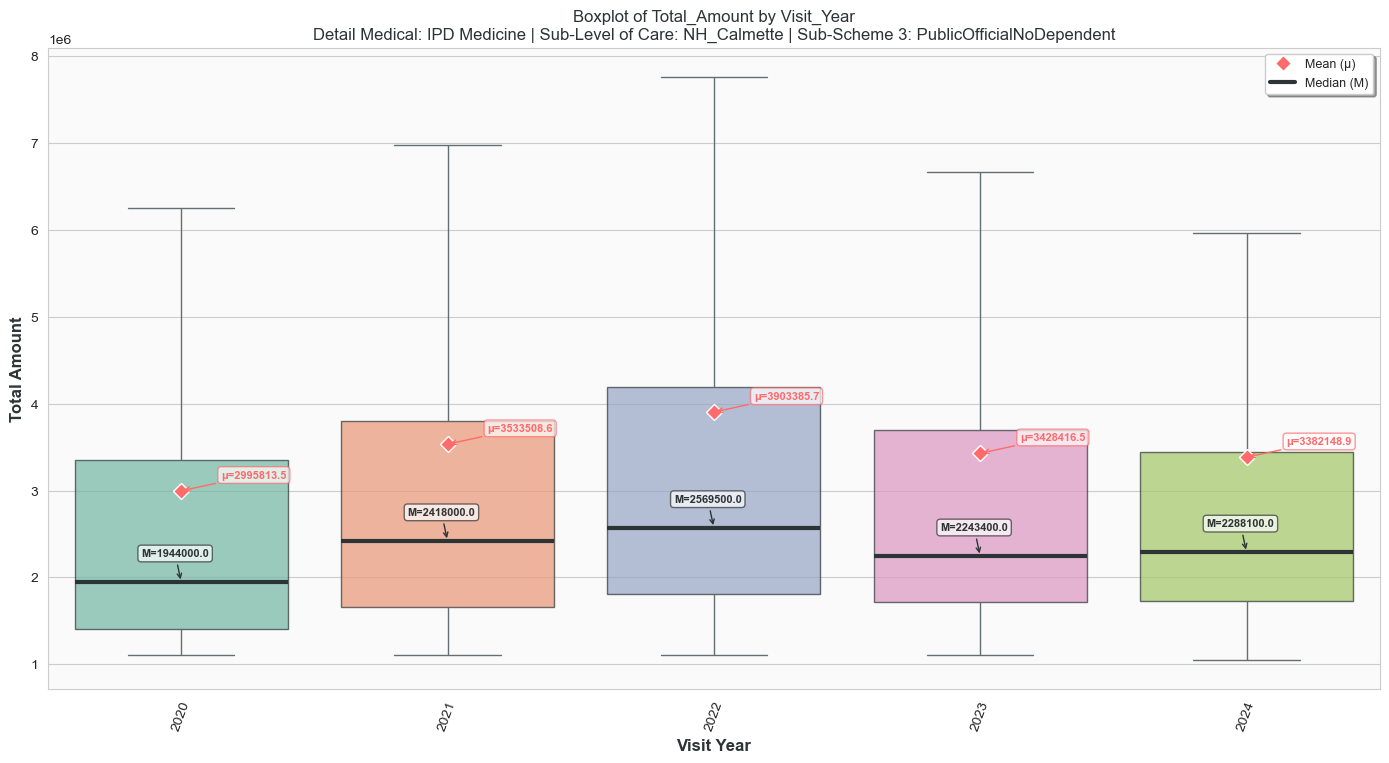 Boxplot of Total_Amount by Visit_Year
Detail Medical: IPD Medicine | Sub-Level of Care: NH_Calmette | Sub-Scheme 3: PublicOfficialNoDependent
1e6
Mean (μ)
Median (M)
8
7
6
5
4
3
2
1
Total Amount
μ=2995813.5
M=1944000.0
μ=3533508.6
M=2418000.0
μ=3903385.7
M=2569500.0
μ=3428416.5
M=2243400.0
μ=3382148.9
M=2288100.0
2020
2021
2022
2023
2024
Visit Year